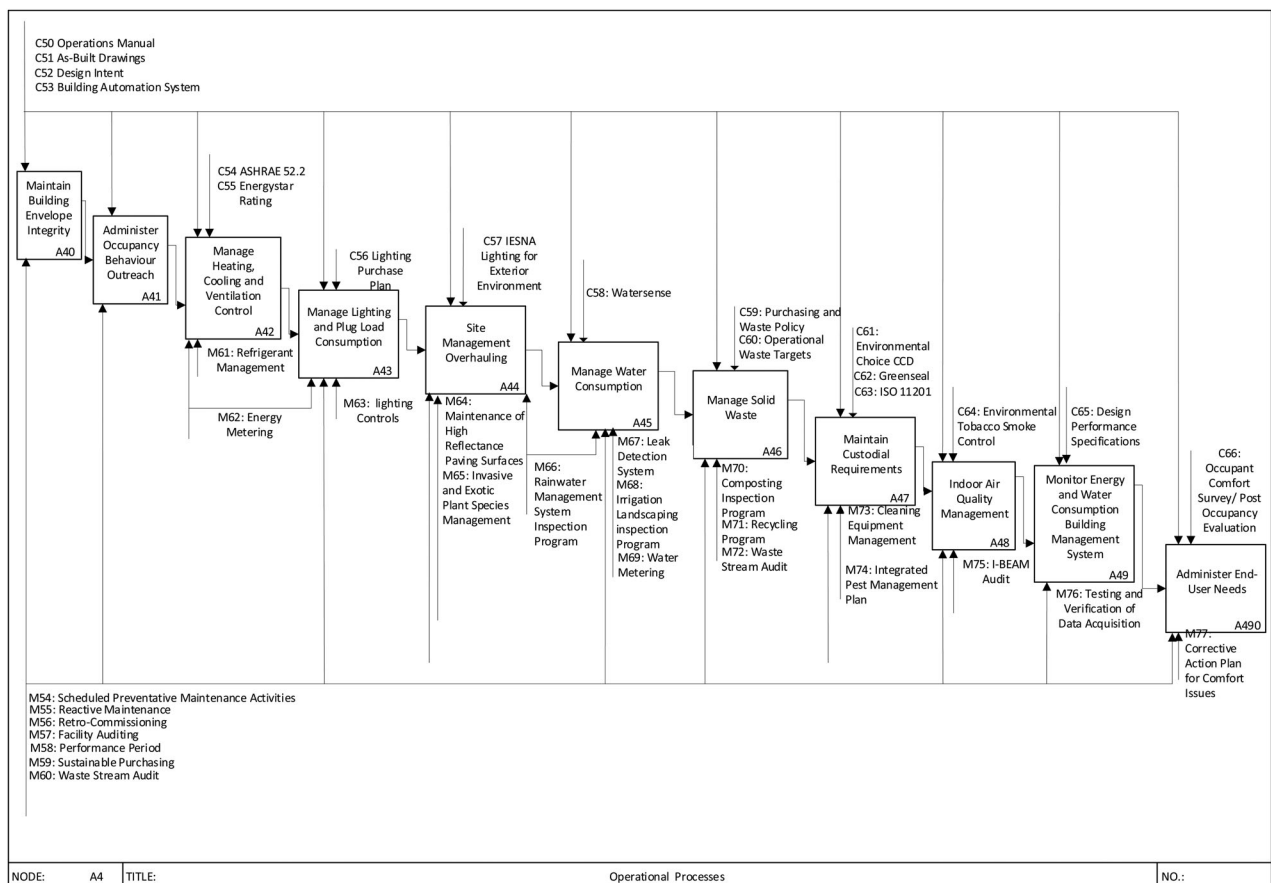 C50 Operations Manual
C51 As-Built Drawings
C52 Design Intent
C53 Building Automation System
Maintain
Building
Envelope
Integrity
A40
Administer
Occupancy
Behaviour
Outreach
A41
C54 ASHRAE 52.2
C55 Energystar
Rating
Manage
Heating,
Cooling and
Ventilation
Control
A42
M61: Refrigerant
Management
M62: Energy
Metering
C56 Lighting
Purchase
Plan
Manage Lighting
and Plug Load
Consumption
A43
M63:  lighting
Controls
C57 IESNA
Lighting for
Exterior
Environment
Site
Management
Overhauling
A44
M64:
Maintenance of
High
Reflectance
Paving Surfaces
M65: Invasive
and Exotic
Plant Species
Management
C58: Watersense
Manage Water
Consumption
A45
M66:
Rainwater
Management
System
Inspection
Program
M67: Leak
Detection
System
M68:
Irrigation
Landscaping
inspection
Program
M69: Water
Metering
C59: Purchasing and
Waste Policy
C60: Operational
Waste Targets
Manage Solid
Waste
A46
M70:
Composting
Inspection
Program
M71: Recycling
Program
M72: Waste
Stream Audit
C61:
Environmental
Choice CCD
C62: Greenseal
C63: ISO 11201
Maintain
Custodial
Requirements
A47
M73: Cleaning
Equipment
Management
M74: Integrated
Pest Management
Plan
C64: Environmental
Tobacco Smoke
Control
Indoor Air
Quality
Management
A48
M75: I-BEAM
Audit
C65: Design
Performance
Specifications
Monitor Energy
and Water
Consumption
Building
Management
System
A49
M76: Testing and
Verification of
Data Acquisition
C66:
Occupant
Comfort
Survey/ Post
Occupancy
Evaluation
Administer End-
User Needs
A490
M77:
Corrective
Action Plan
for Comfort
Issues
M54: Scheduled Preventative Maintenance Activities
M55: Reactive Maintenance
M56: Retro-Commissioning
M57: Facility Auditing
M58: Performance Period
M59: Sustainable Purchasing
M60: Waste Stream Audit
NODE: A4
TITLE: Operational Processes
NO.: